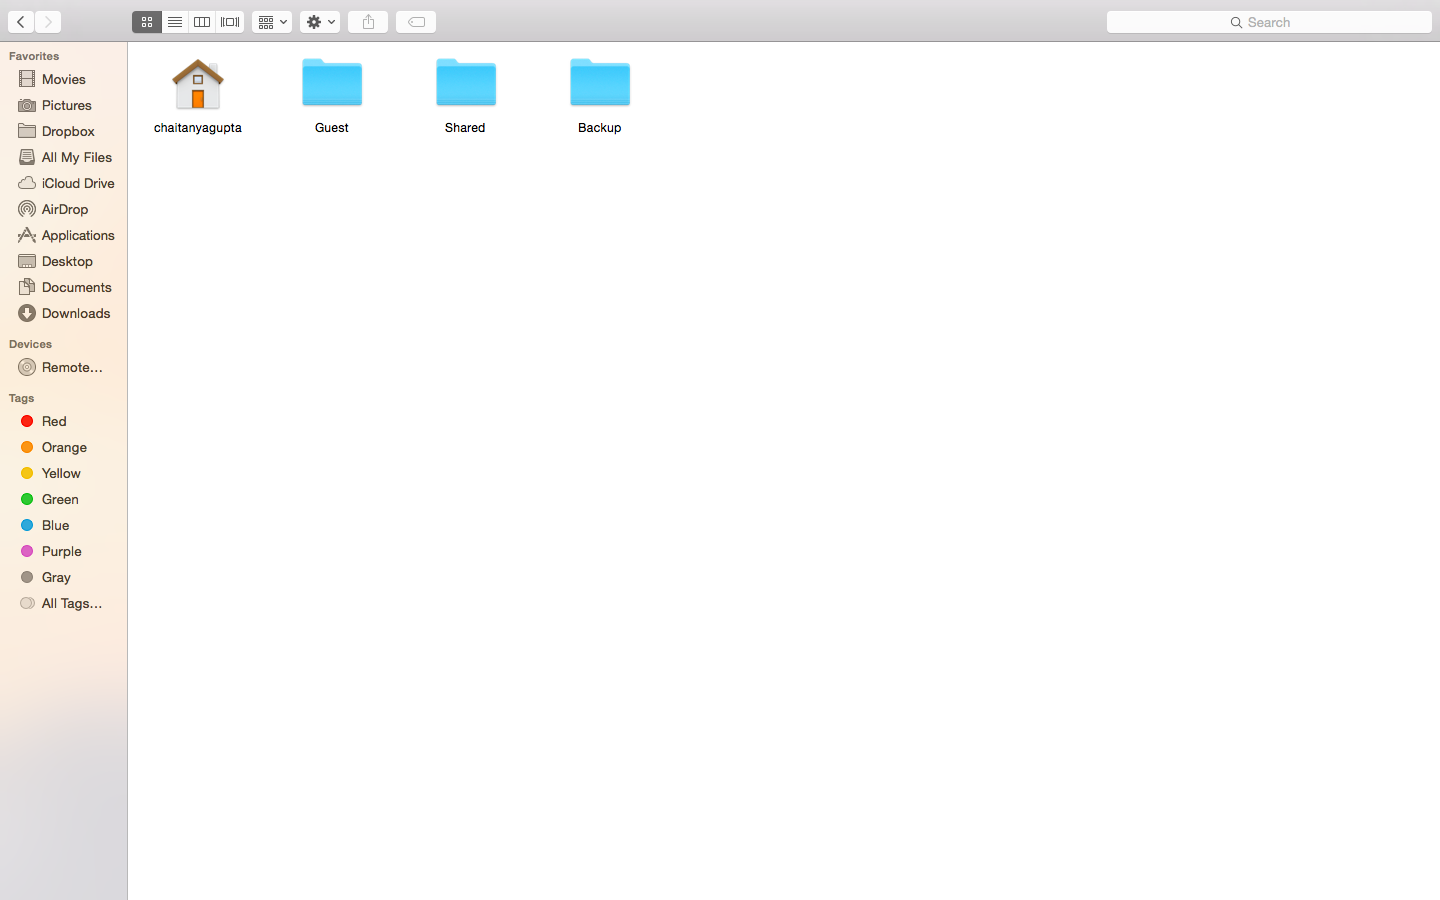 Search
Favorites
Movies
Pictures
Dropbox
All My Files
iCloud Drive
AirDrop
Applications
Desktop
Documents
Downloads
Devices
Remote...
Tags
Red
Orange
Yellow
Green
Blue
Purple
Gray
All Tags...
chaitanyagupta
Guest
Shared
Backup